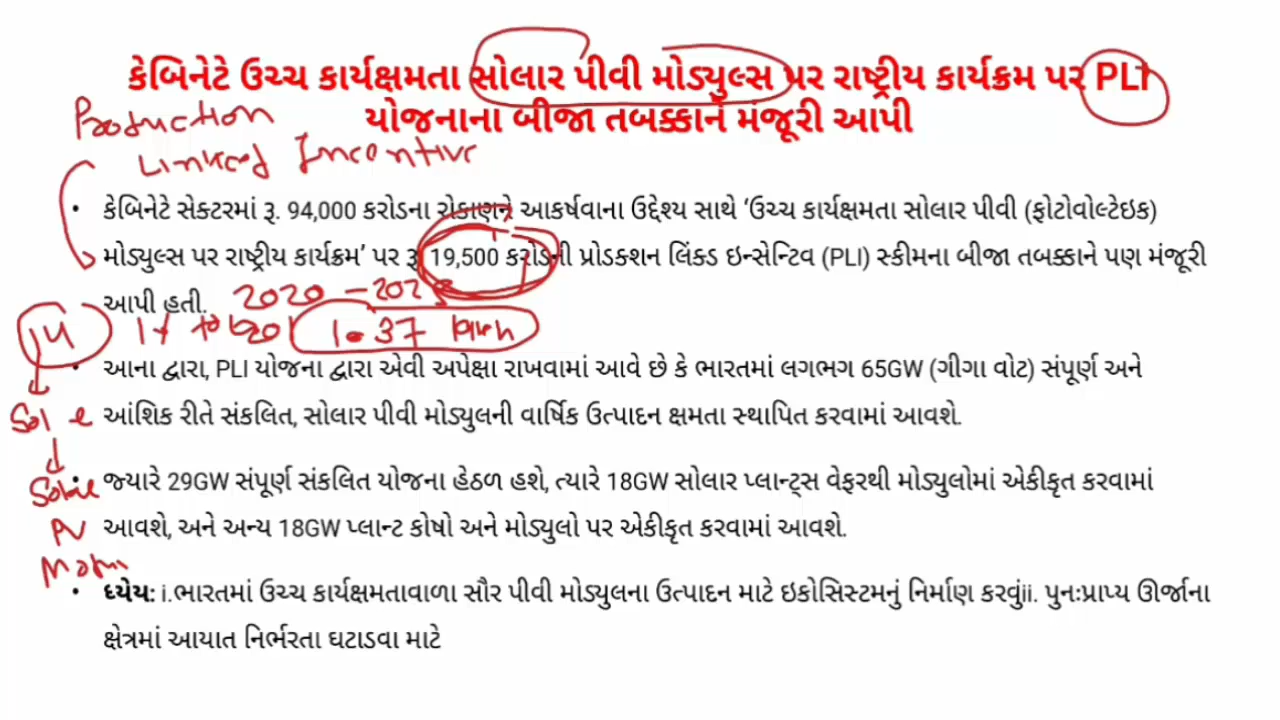 કેબિનેટે ઉચ્ચ કાર્યક્ષમતા સોલાર પીવી મોડ્યુલ્સ પર રાષ્ટ્રીય કાર્યક્રમ પર PLI
યોજનાના બીજા તબક્કાને મંજૂરી આપી
Production
Linked Incentive
• કેબિનેટે સેક્ટરમાં રૂ. 94,000 કરોડના રોકાણને આકર્ષવાના ઉદ્દેશ્ય સાથે ‘ઉચ્ચ કાર્યક્ષમતા સોલાર પીવી (ફોટોવોલ્ટેઇક)
મોડ્યુલ્સ પર રાષ્ટ્રીય કાર્યક્રમ’ પર રૂ 19,500 કરોડની પ્રોડક્શન લિંક્ડ ઇન્સેન્ટિવ (PLI) સ્કીમના બીજા તબક્કાને પણ મંજૂરી
આપી હતી.
2020 -
14
1.37
• આના દ્વારા, PLI યોજના દ્વારા એવી અપેક્ષા રાખવામાં આવે છે કે ભારતમાં લગભગ 65GW (ગીગા વોટ) સંપૂર્ણ અને
આંશિક રીતે સંકલિત, સોલાર પીવી મોડ્યુલની વાર્ષિક ઉત્પાદન ક્ષમતા સ્થાપિત કરવામાં આવશે.
• જ્યારે 29GW સંપૂર્ણ સંકલિત યોજના હેઠળ હશે, ત્યારે 18GW સોલાર પ્લાન્ટ્સ વેફરથી મોડ્યુલોમાં એકીકૃત કરવામાં
PV
આવશે, અને અન્ય 18GW પ્લાન્ટ કોષો અને મોડ્યુલો પર એકીકૃત કરવામાં આવશે.
• ધ્યેય: i.ભારતમાં ઉચ્ચ કાર્યક્ષમતાવાળા સૌર પીવી મોડ્યુલના ઉત્પાદન માટે ઇકોસિસ્ટમનું નિર્માણ કરવુંii. પુનઃપ્રાપ્ય ઊર્જાના
ક્ષેત્રમાં આયાત નિર્ભરતા ઘટાડવા માટે